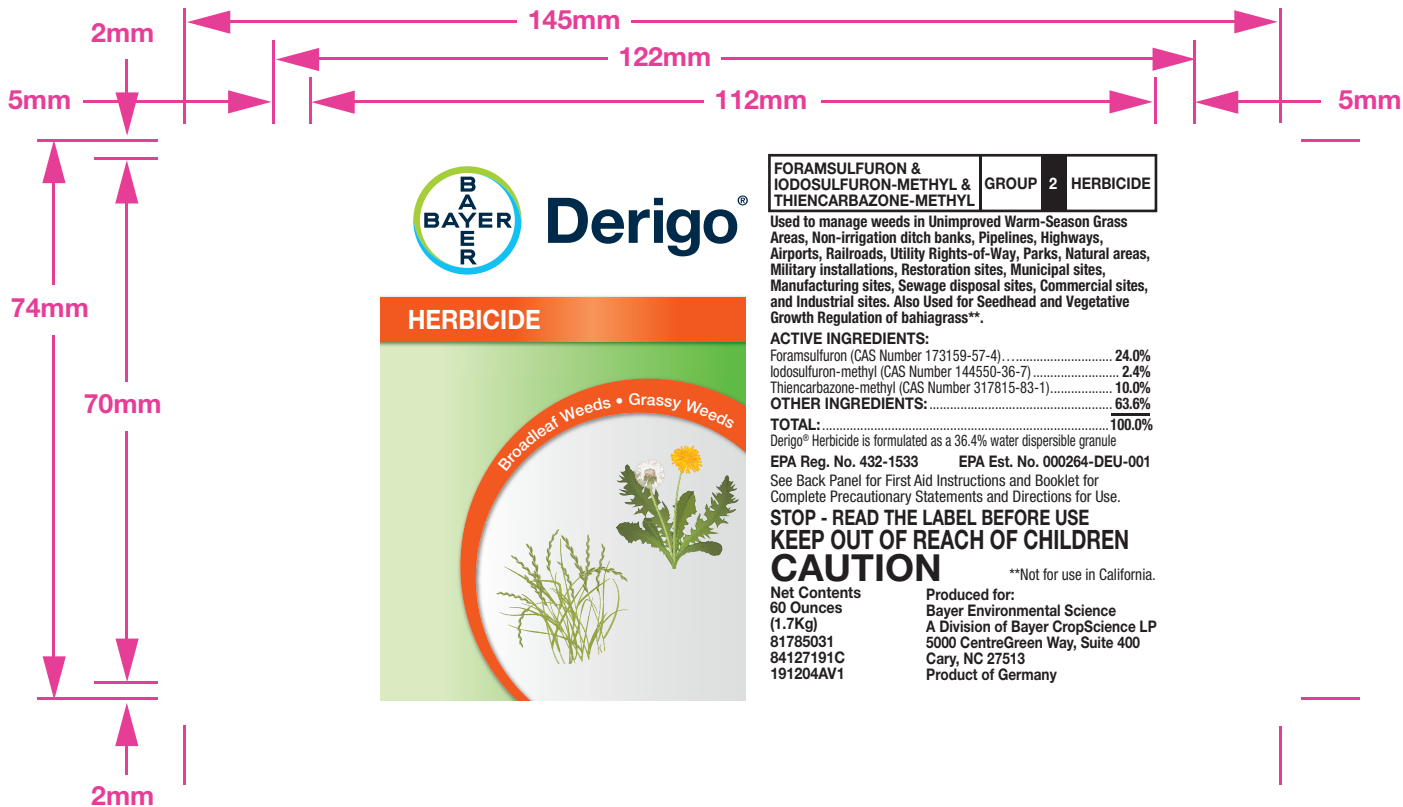 145mm
2mm
122mm
5mm
112mm
5mm
74mm
70mm
2mm
BAYER
BAYER
Derigo®
HERBICIDE
Broadleaf Weeds • Grassy Weeds
FORAMSULFURON &
IODOSULFURON-METHYL &
THIENCARBAZONE-METHYL
GROUP 2 HERBICIDE
Used to manage weeds in Unimproved Warm-Season Grass
Areas, Non-irrigation ditch banks, Pipelines, Highways,
Airports, Railroads, Utility Rights-of-Way, Parks, Natural areas,
Military installations, Restoration sites, Municipal sites,
Manufacturing sites, Sewage disposal sites, Commercial sites,
and Industrial sites. Also Used for Seedhead and Vegetative
Growth Regulation of bahiagrass**.
ACTIVE INGREDIENTS:
Foramsulfuron (CAS Number 173159-57-4)…............................ 24.0%
Iodosulfuron-methyl (CAS Number 144550-36-7) ......................... 2.4%
Thiencarbazone-methyl (CAS Number 317815-83-1).................. 10.0%
OTHER INGREDIENTS: ..................................................... 63.6%
TOTAL: ................................................................................... 100.0%
Derigo® Herbicide is formulated as a 36.4% water dispersible granule
EPA Reg. No. 432-1533 EPA Est. No. 000264-DEU-001
See Back Panel for First Aid Instructions and Booklet for
Complete Precautionary Statements and Directions for Use.
STOP - READ THE LABEL BEFORE USE
KEEP OUT OF REACH OF CHILDREN
CAUTION
**Not for use in California.
Net Contents
60 Ounces
(1.7Kg)
81785031
84127191C
191204AV1
Produced for:
Bayer Environmental Science
A Division of Bayer CropScience LP
5000 CentreGreen Way, Suite 400
Cary, NC 27513
Product of Germany